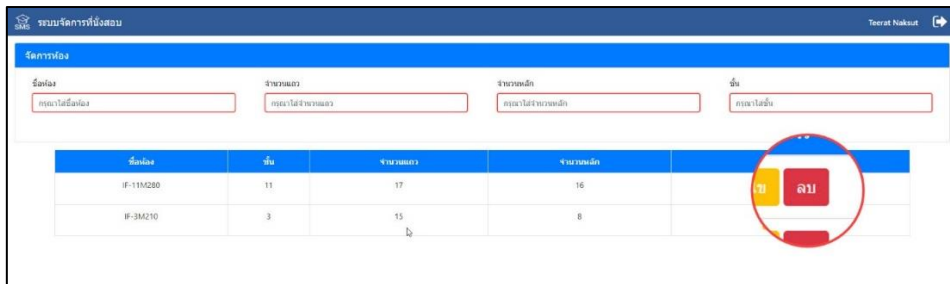 SMS ระบบจัดการที่นั่งสอบ Teerat Naksut
จัดการห้อง
ชื่อห้อง จำนวนแถว จำนวนหลัก ชั้น
กรุณาใส่ชื่อห้อง กรุณาใส่จำนวนแถว กรุณาใส่จำนวนหลัก กรุณาใส่ชั้น
ชื่อห้อง ชั้น จำนวนแถว จำนวนหลัก
IF-11M280 11 17 16 ลบ
IF-3M210 3 15 8